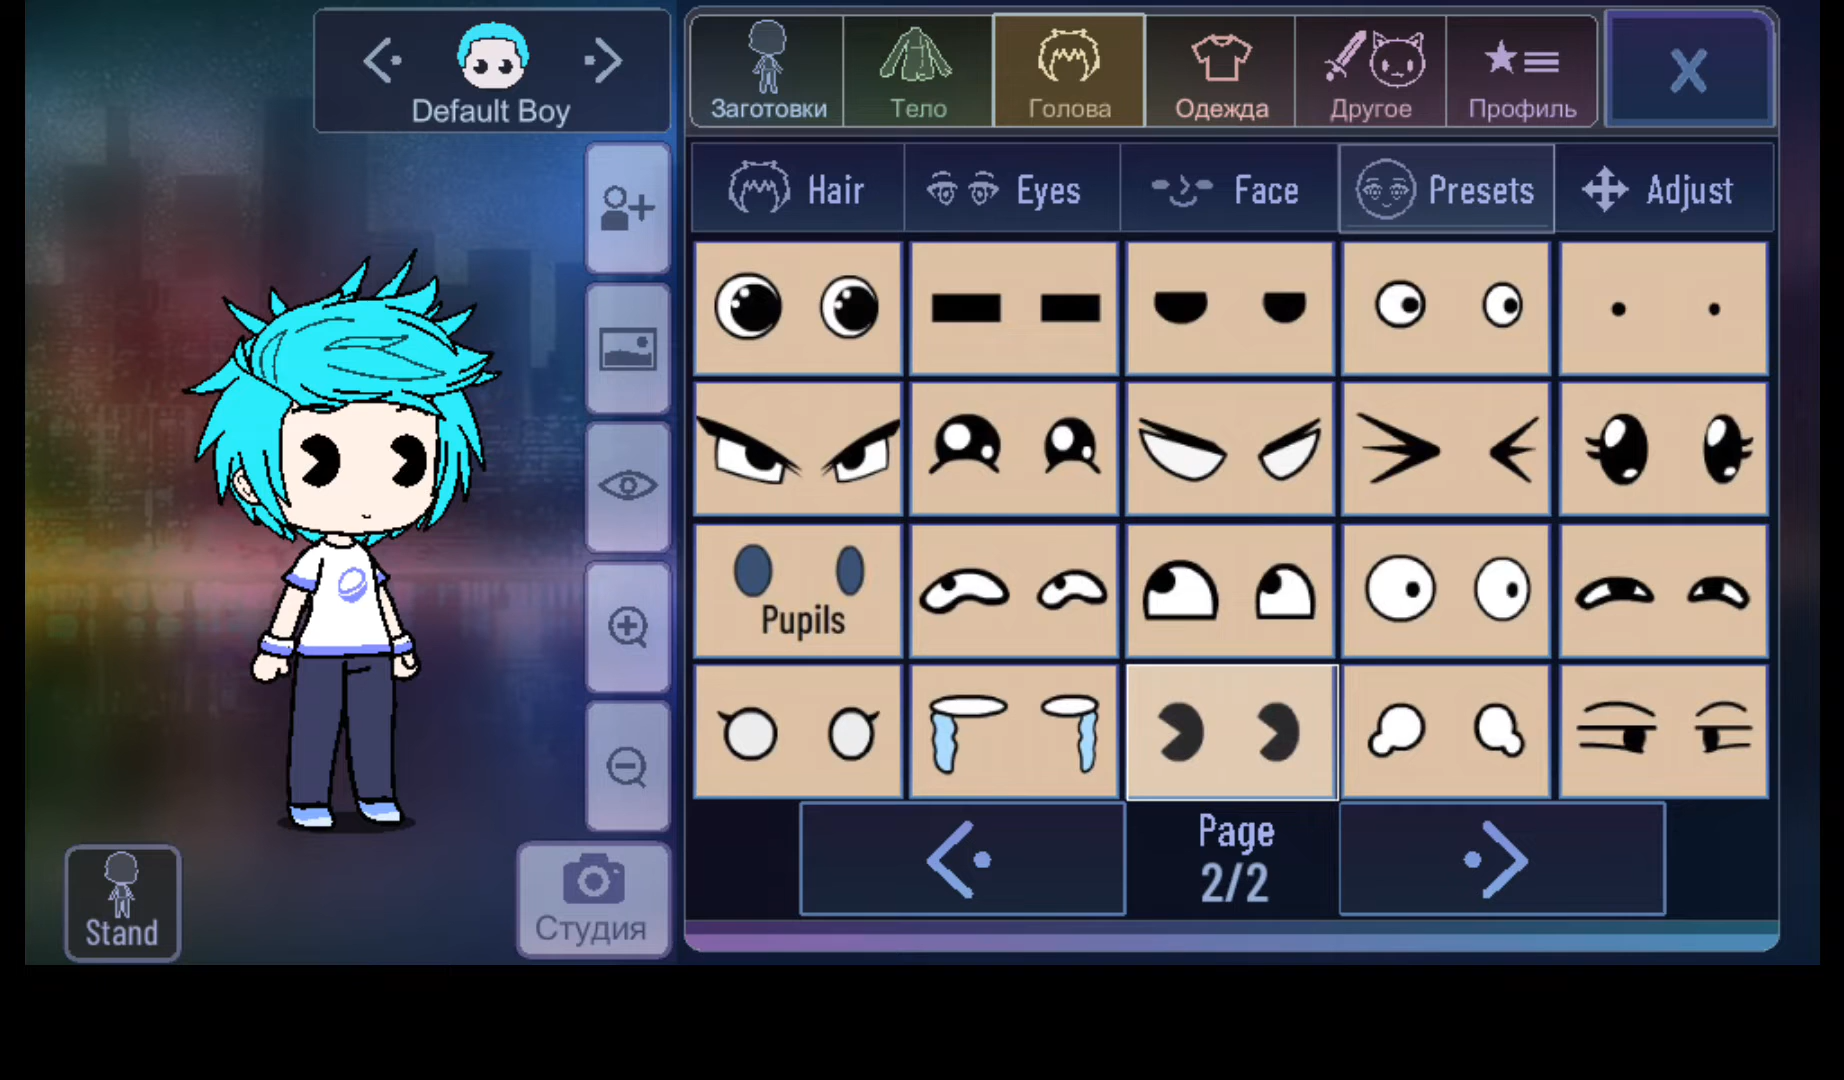 Default Boy
Заготовки
Тело
Голова
Одежда
Другое
Профиль
X
Hair
Eyes
Face
Presets
Adjust
Pupils
Page
2/2
Stand
Студия